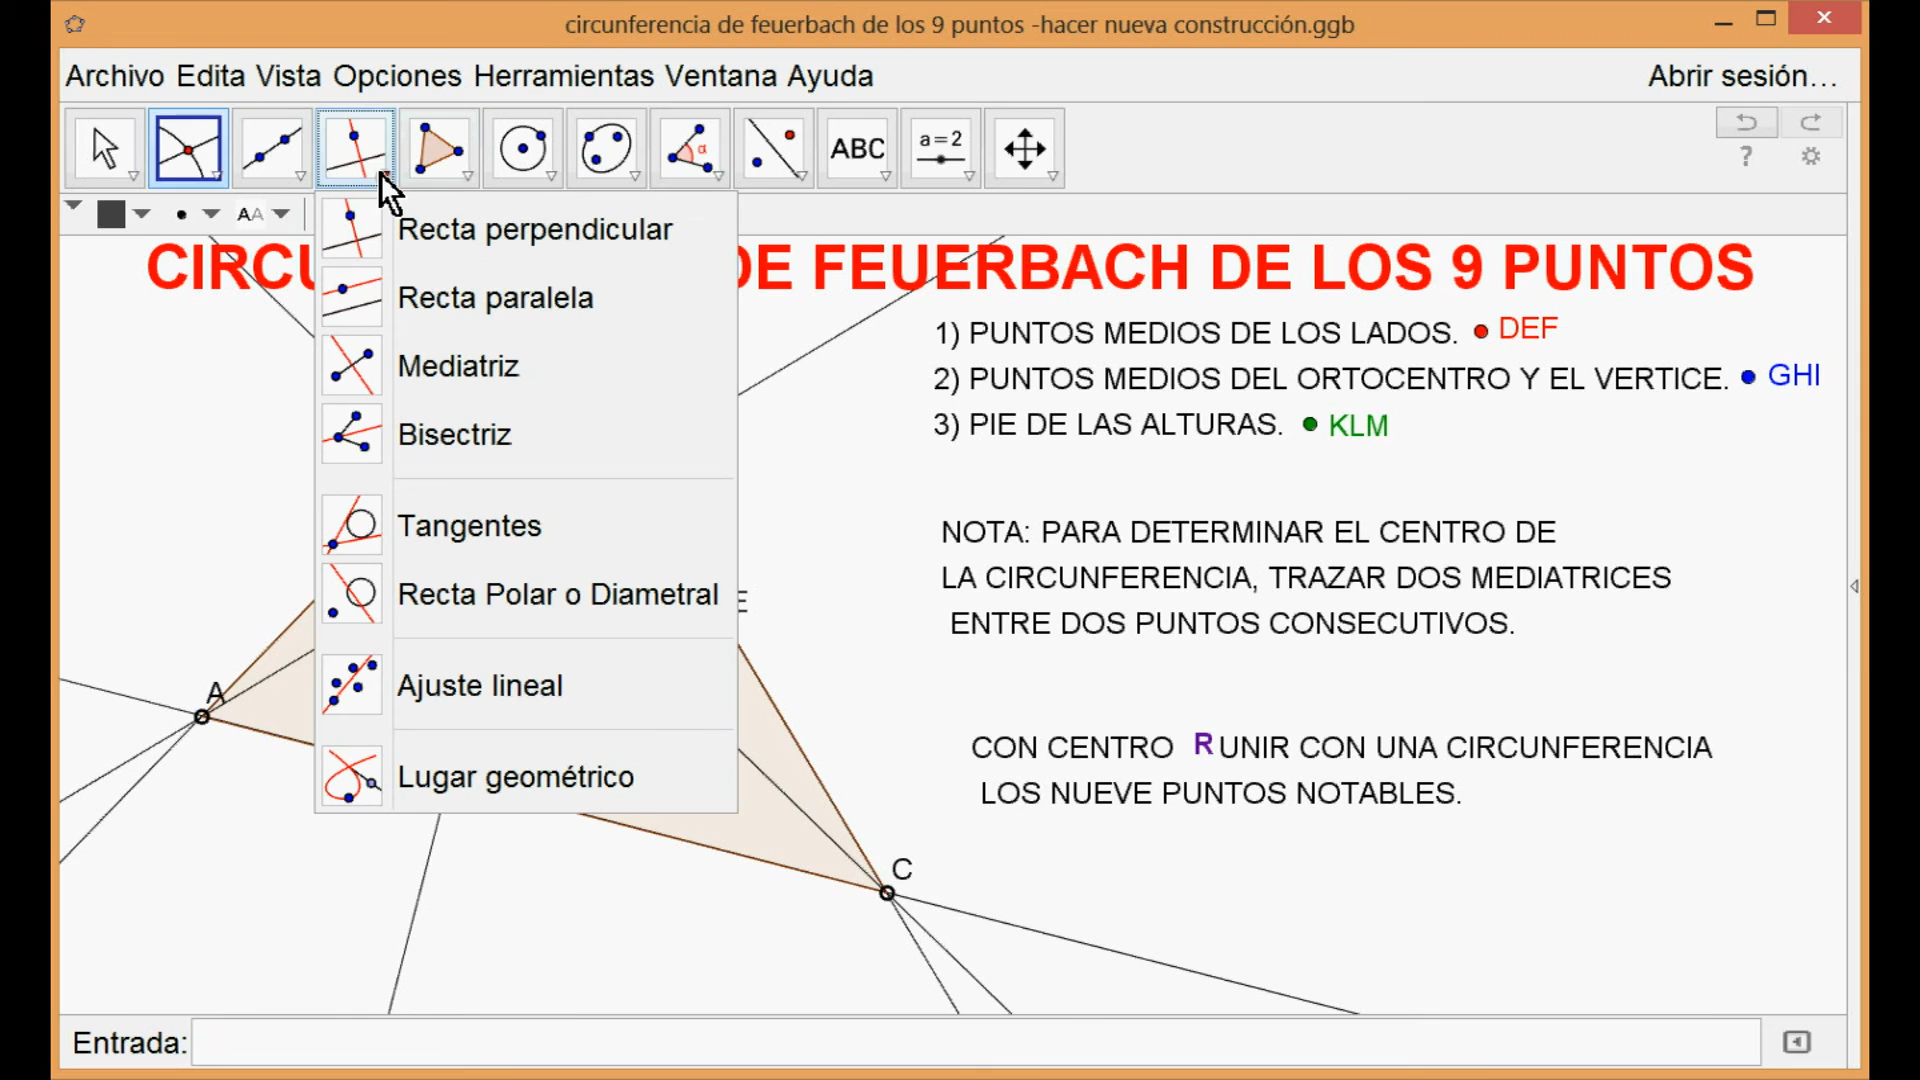 circunferencia de feuerbach de los 9 puntos -hacer nueva construcción.ggb
Archivo Edita Vista Opciones Herramientas Ventana Ayuda
Abrir sesión...
α
ABC
a=2
?
AA
CIRCU DE FEUERBACH DE LOS 9 PUNTOS
Recta perpendicular
Recta paralela
Mediatriz
Bisectriz
Tangentes
Recta Polar o Diametral
Ajuste lineal
Lugar geométrico
1) PUNTOS MEDIOS DE LOS LADOS. DEF
2) PUNTOS MEDIOS DEL ORTOCENTRO Y EL VERTICE. GHI
3) PIE DE LAS ALTURAS. KLM
NOTA: PARA DETERMINAR EL CENTRO DE
LA CIRCUNFERENCIA, TRAZAR DOS MEDIATRICES
ENTRE DOS PUNTOS CONSECUTIVOS.
CON CENTRO R UNIR CON UNA CIRCUNFERENCIA
LOS NUEVE PUNTOS NOTABLES.
E
A
C
Entrada: